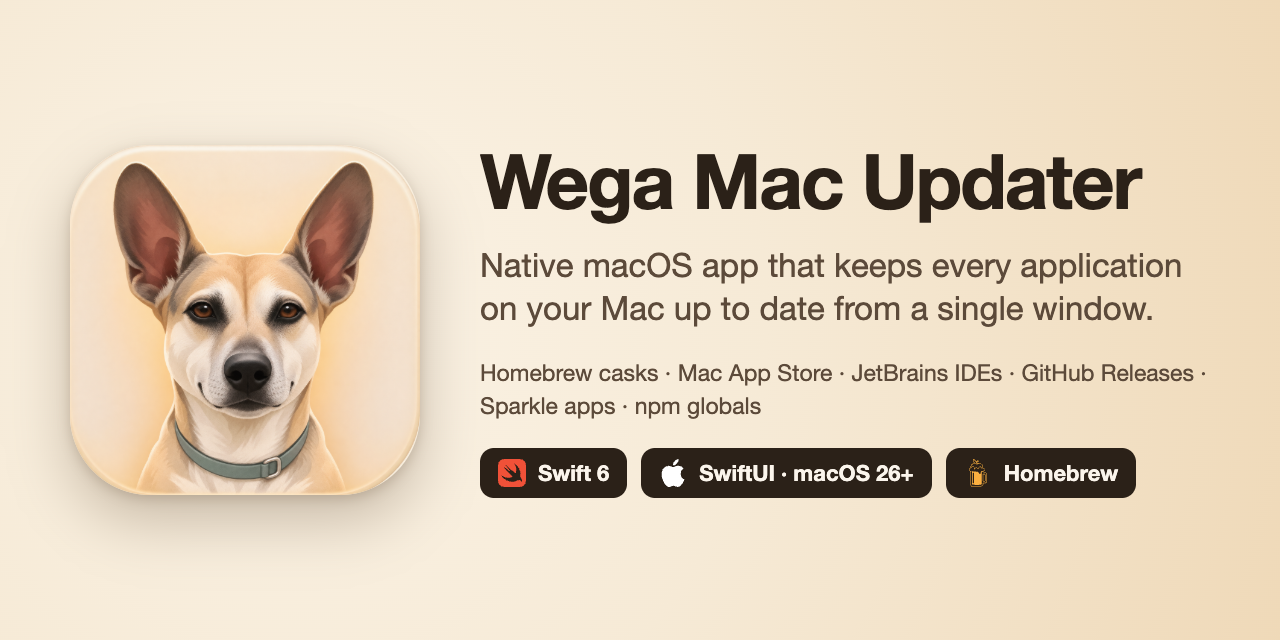 Wega Mac Updater
Native macOS app that keeps every application
on your Mac up to date from a single window.
Homebrew casks · Mac App Store · JetBrains IDEs · GitHub Releases ·
Sparkle apps · npm globals
Swift 6
SwiftUI · macOS 26+
Homebrew